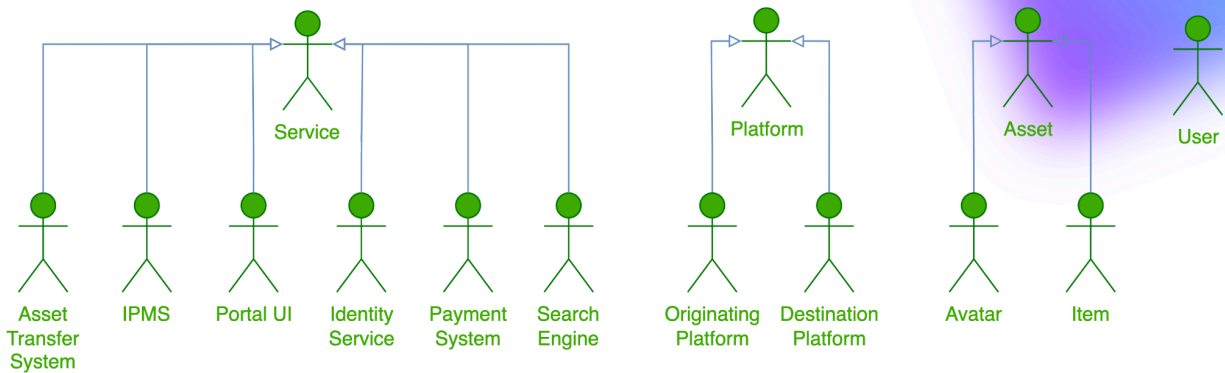 Service
Platform
Asset
User
Asset
Transfer
System
IPMS
Portal UI
Identity
Service
Payment
System
Search
Engine
Originating
Platform
Destination
Platform
Avatar
Item